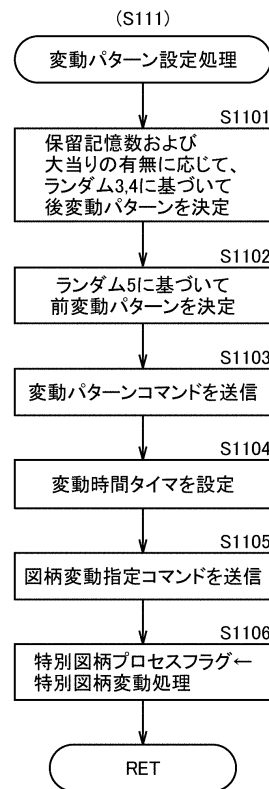 (S111)
変動パターン設定処理
S1101
保留記憶数および
大当りの有無に応じて、
ランダム3,4に基づいて
後変動パターンを決定
S1102
ランダム5に基づいて
前変動パターンを決定
S1103
変動パターンコマンドを送信
S1104
変動時間タイマを設定
S1105
図柄変動指定コマンドを送信
S1106
特別図柄プロセスフラグ←
特別図柄変動処理
RET